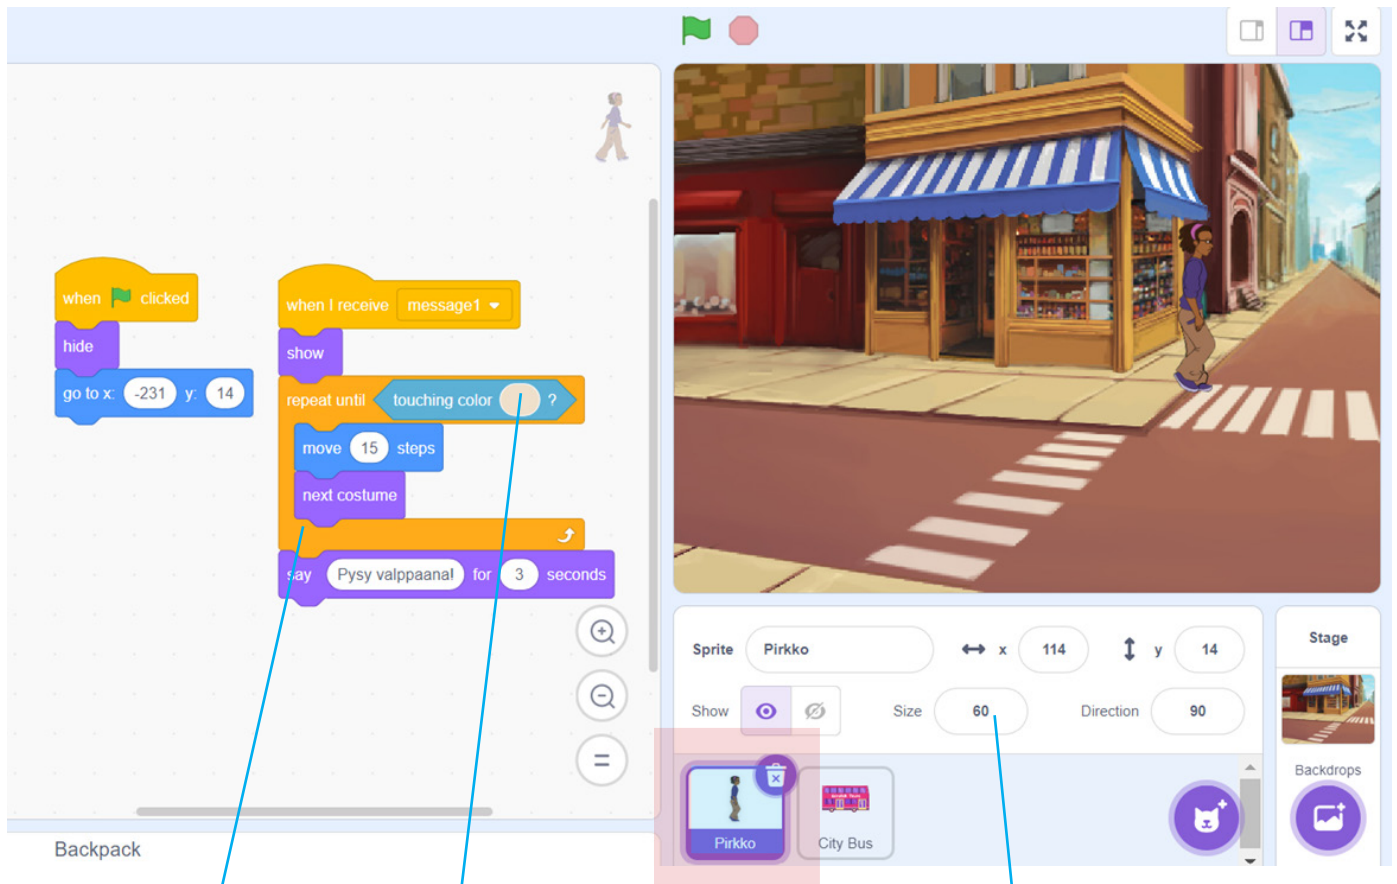 when clicked
hide
go to x: -231 y: 14
when I receive message1
show
repeat until touching color ?
move 15 steps
next costume
say Pysy valppaana! for 3 seconds
Backpack
Sprite Pirkko x 114 y 14
Show Size 60 Direction 90
Pirkko
City Bus
Stage
Backdrops